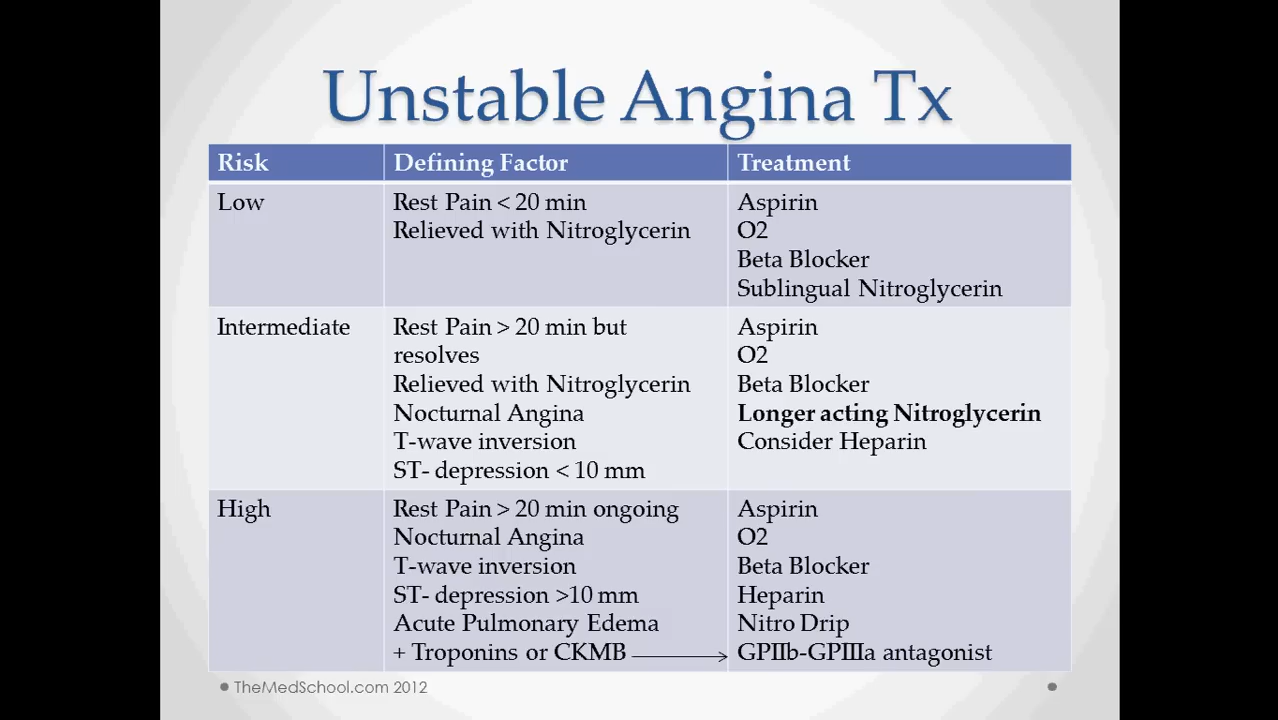 Unstable Angina Tx
Risk Defining Factor Treatment
Low
Rest Pain < 20 min
Relieved with Nitroglycerin
Aspirin
O2
Beta Blocker
Sublingual Nitroglycerin
Intermediate
Rest Pain > 20 min but
resolves
Relieved with Nitroglycerin
Nocturnal Angina
T-wave inversion
ST- depression < 10 mm
Aspirin
O2
Beta Blocker
Longer acting Nitroglycerin
Consider Heparin
High
Rest Pain > 20 min ongoing
Nocturnal Angina
T-wave inversion
ST- depression >10 mm
Acute Pulmonary Edema
+ Troponins or CKMB
Aspirin
O2
Beta Blocker
Heparin
Nitro Drip
GPIIb-GPIIIa antagonist
TheMedSchool.com 2012